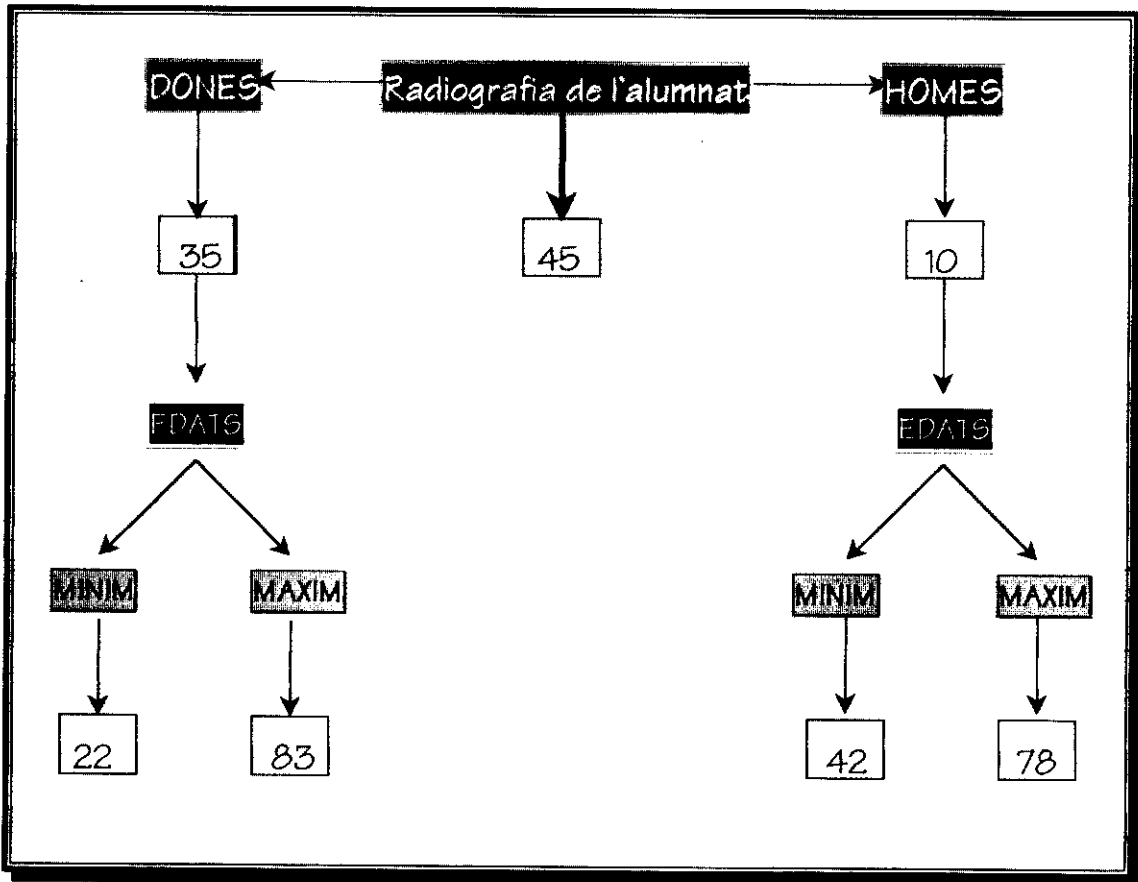 DONES Radiografia de l'alumnat HOMES
35 45 10
EDATS EDATS
MINIM MAXIM MINIM MAXIM
22 83 42 78